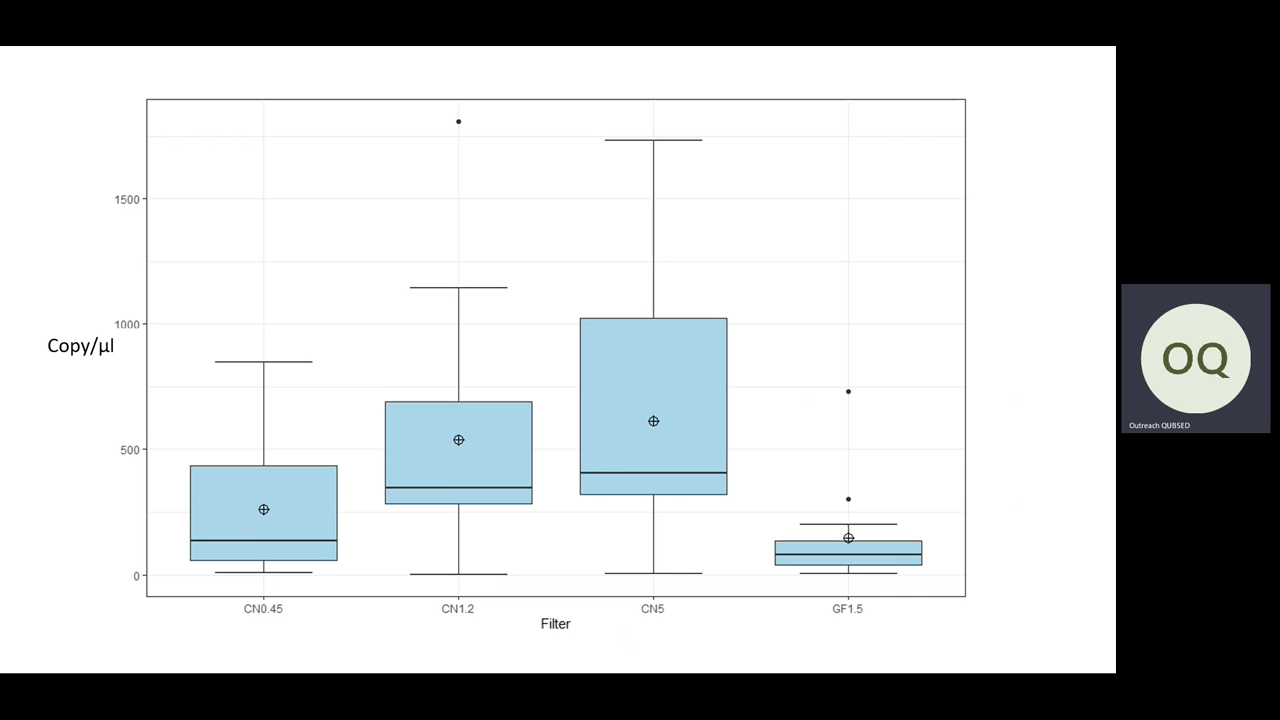 1500
1000
Copy/µl
500
0
CN0.45 CN1.2 CN5 GF1.5
Filter
OQ
Outreach QUBSED